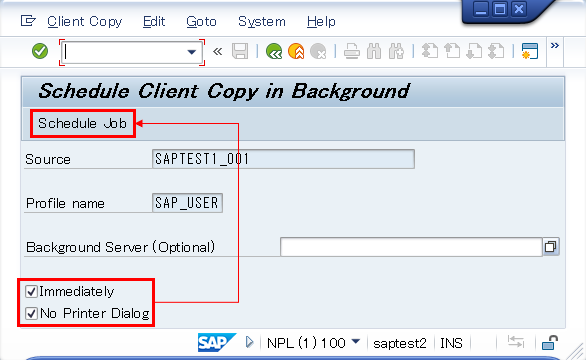 Client Copy Edit Goto System Help
«
»
Schedule Client Copy in Background
Schedule Job
Source SAPTEST1_001
Profile name SAP_USER
Background Server (Optional)
Immediately
No Printer Dialog
SAP NPL (1) 100 saptest2 INS